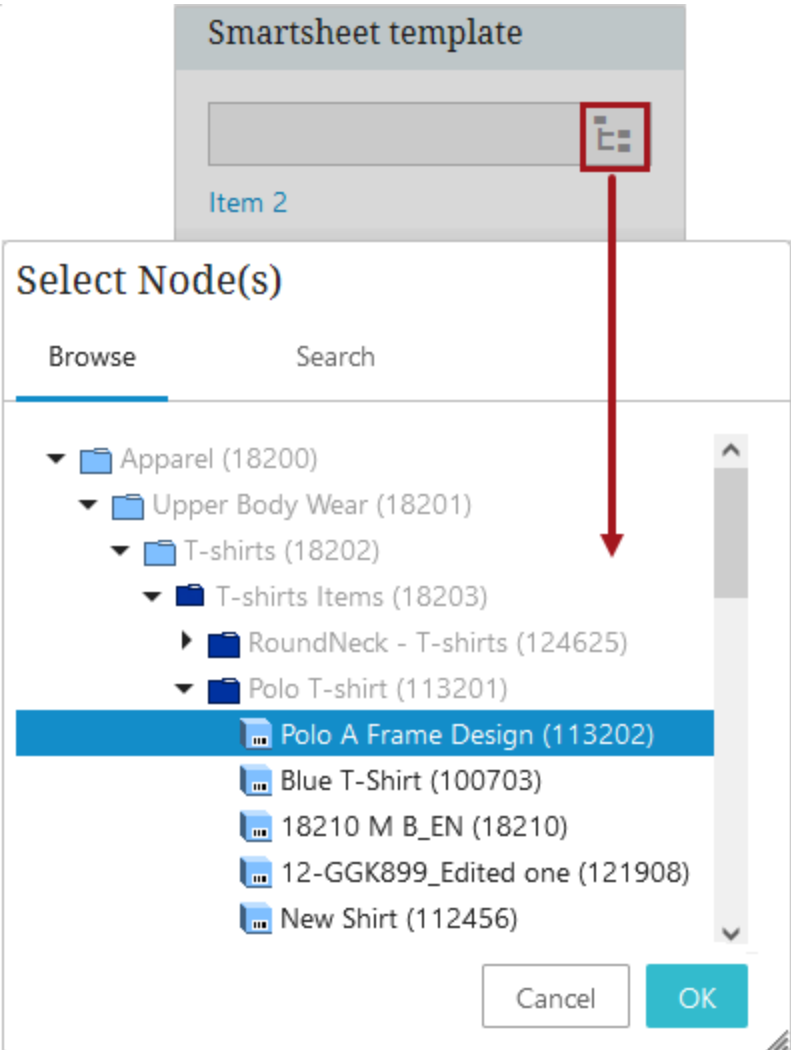 Smartsheet template
Item 2
Select Node(s)
Browse Search
Apparel (18200)
Upper Body Wear (18201)
T-shirts (18202)
T-shirts Items (18203)
RoundNeck - T-shirts (124625)
Polo T-shirt (113201)
Polo A Frame Design (113202)
Blue T-Shirt (100703)
18210 M B_EN (18210)
12-GGK899_Edited one (121908)
New Shirt (112456)
Cancel OK